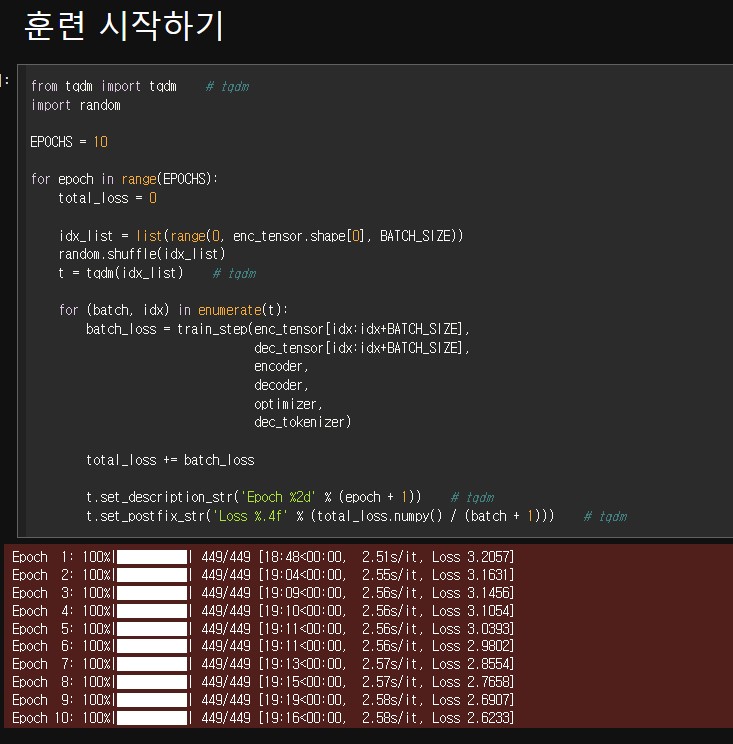 훈련 시작하기
]:
from tqdm import tqdm    # tqdm
import random
EPOCHS = 10
for epoch in range(EPOCHS):
    total_loss = 0
    idx_list = list(range(0, enc_tensor.shape[0], BATCH_SIZE))
    random.shuffle(idx_list)
    t = tqdm(idx_list)    # tqdm
    for (batch, idx) in enumerate(t):
        batch_loss = train_step(enc_tensor[idx:idx+BATCH_SIZE],
                                dec_tensor[idx:idx+BATCH_SIZE],
                                encoder,
                                decoder,
                                optimizer,
                                dec_tokenizer)
        total_loss += batch_loss
        t.set_description_str('Epoch %2d' % (epoch + 1))    # tqdm
        t.set_postfix_str('Loss %.4f' % (total_loss.numpy() / (batch + 1)))    # tqdm
Epoch  1: 100%|██████████| 449/449 [18:48<00:00,  2.51s/it, Loss 3.2057]
Epoch  2: 100%|██████████| 449/449 [19:04<00:00,  2.55s/it, Loss 3.1631]
Epoch  3: 100%|██████████| 449/449 [19:09<00:00,  2.56s/it, Loss 3.1456]
Epoch  4: 100%|██████████| 449/449 [19:10<00:00,  2.56s/it, Loss 3.1054]
Epoch  5: 100%|██████████| 449/449 [19:11<00:00,  2.56s/it, Loss 3.0393]
Epoch  6: 100%|██████████| 449/449 [19:11<00:00,  2.56s/it, Loss 2.9802]
Epoch  7: 100%|██████████| 449/449 [19:13<00:00,  2.57s/it, Loss 2.8554]
Epoch  8: 100%|██████████| 449/449 [19:15<00:00,  2.57s/it, Loss 2.7658]
Epoch  9: 100%|██████████| 449/449 [19:19<00:00,  2.58s/it, Loss 2.6907]
Epoch 10: 100%|██████████| 449/449 [19:16<00:00,  2.58s/it, Loss 2.6233]